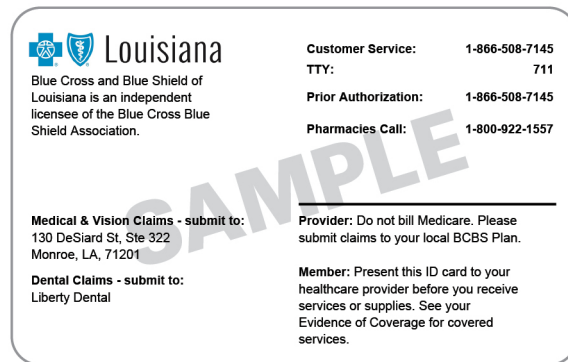 Louisiana
Blue Cross and Blue Shield of
Louisiana is an independent
licensee of the Blue Cross Blue
Shield Association.
Customer Service: 1-866-508-7145
TTY: 711
Prior Authorization: 1-866-508-7145
Pharmacies Call: 1-800-922-1557
SAMPLE
Medical & Vision Claims - submit to:
130 DeSiard St, Ste 322
Monroe, LA, 71201
Dental Claims - submit to:
Liberty Dental
Provider: Do not bill Medicare. Please
submit claims to your local BCBS Plan.
Member: Present this ID card to your
healthcare provider before you receive
services or supplies. See your
Evidence of Coverage for covered
services.